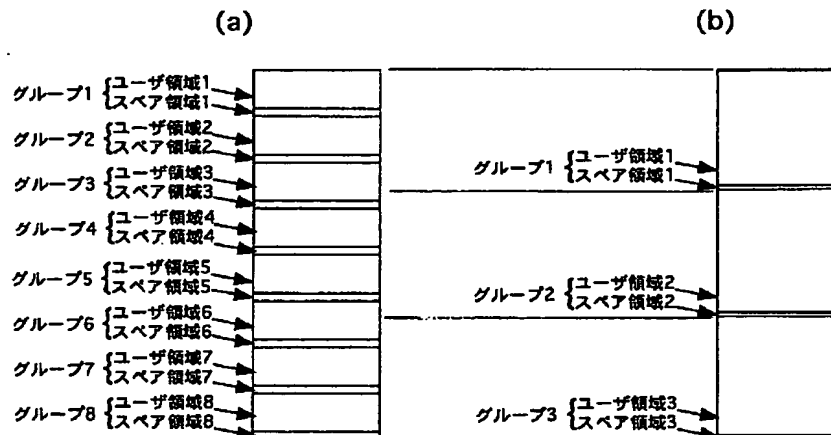 (a)
グループ1 {ユーザ領域1
スペア領域1
グループ2 {ユーザ領域2
スペア領域2
グループ3 {ユーザ領域3
スペア領域3
グループ4 {ユーザ領域4
スペア領域4
グループ5 {ユーザ領域5
スペア領域5
グループ6 {ユーザ領域6
スペア領域6
グループ7 {ユーザ領域7
スペア領域7
グループ8 {ユーザ領域8
スペア領域8
(b)
グループ1 {ユーザ領域1
スペア領域1
グループ2 {ユーザ領域2
スペア領域2
グループ3 {ユーザ領域3
スペア領域3